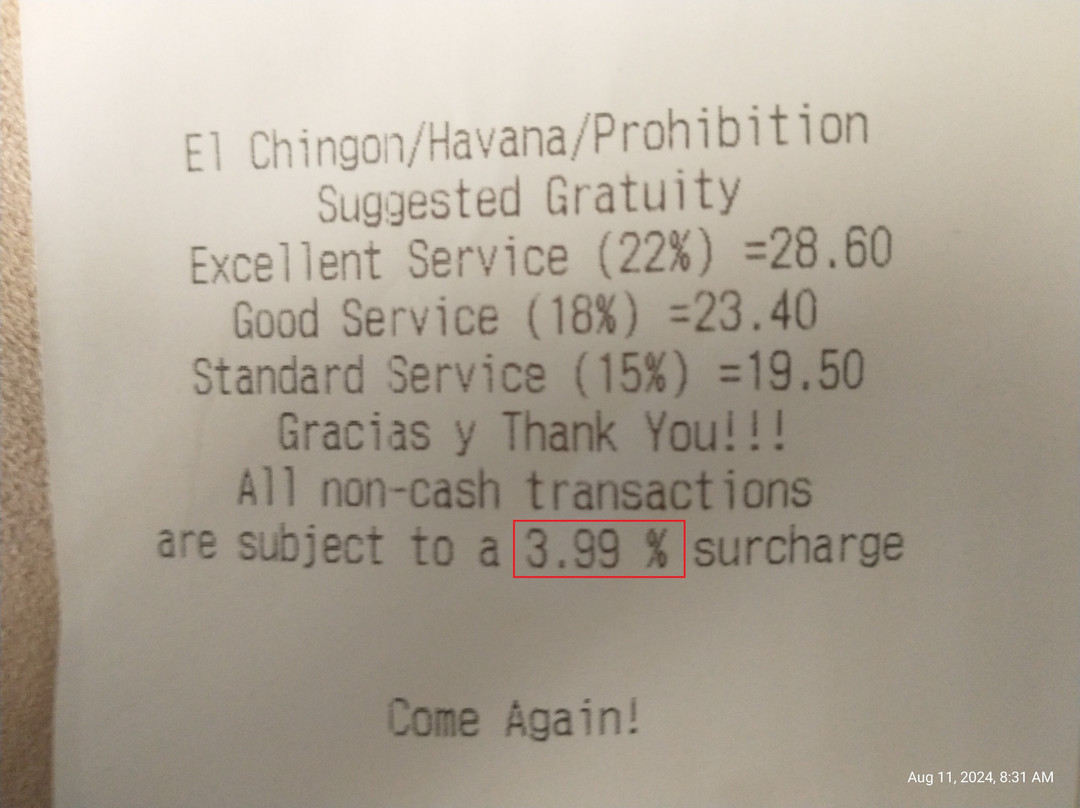 El Chingon/Havana/Prohibition
Suggested Gratuity
Excellent Service (22%) =28.60
Good Service (18%) =23.40
Standard Service (15%) =19.50
Gracias y Thank You!!!
All non-cash transactions
are subject to a 3.99 % surcharge
Come Again!
Aug 11, 2024, 8:31 AM